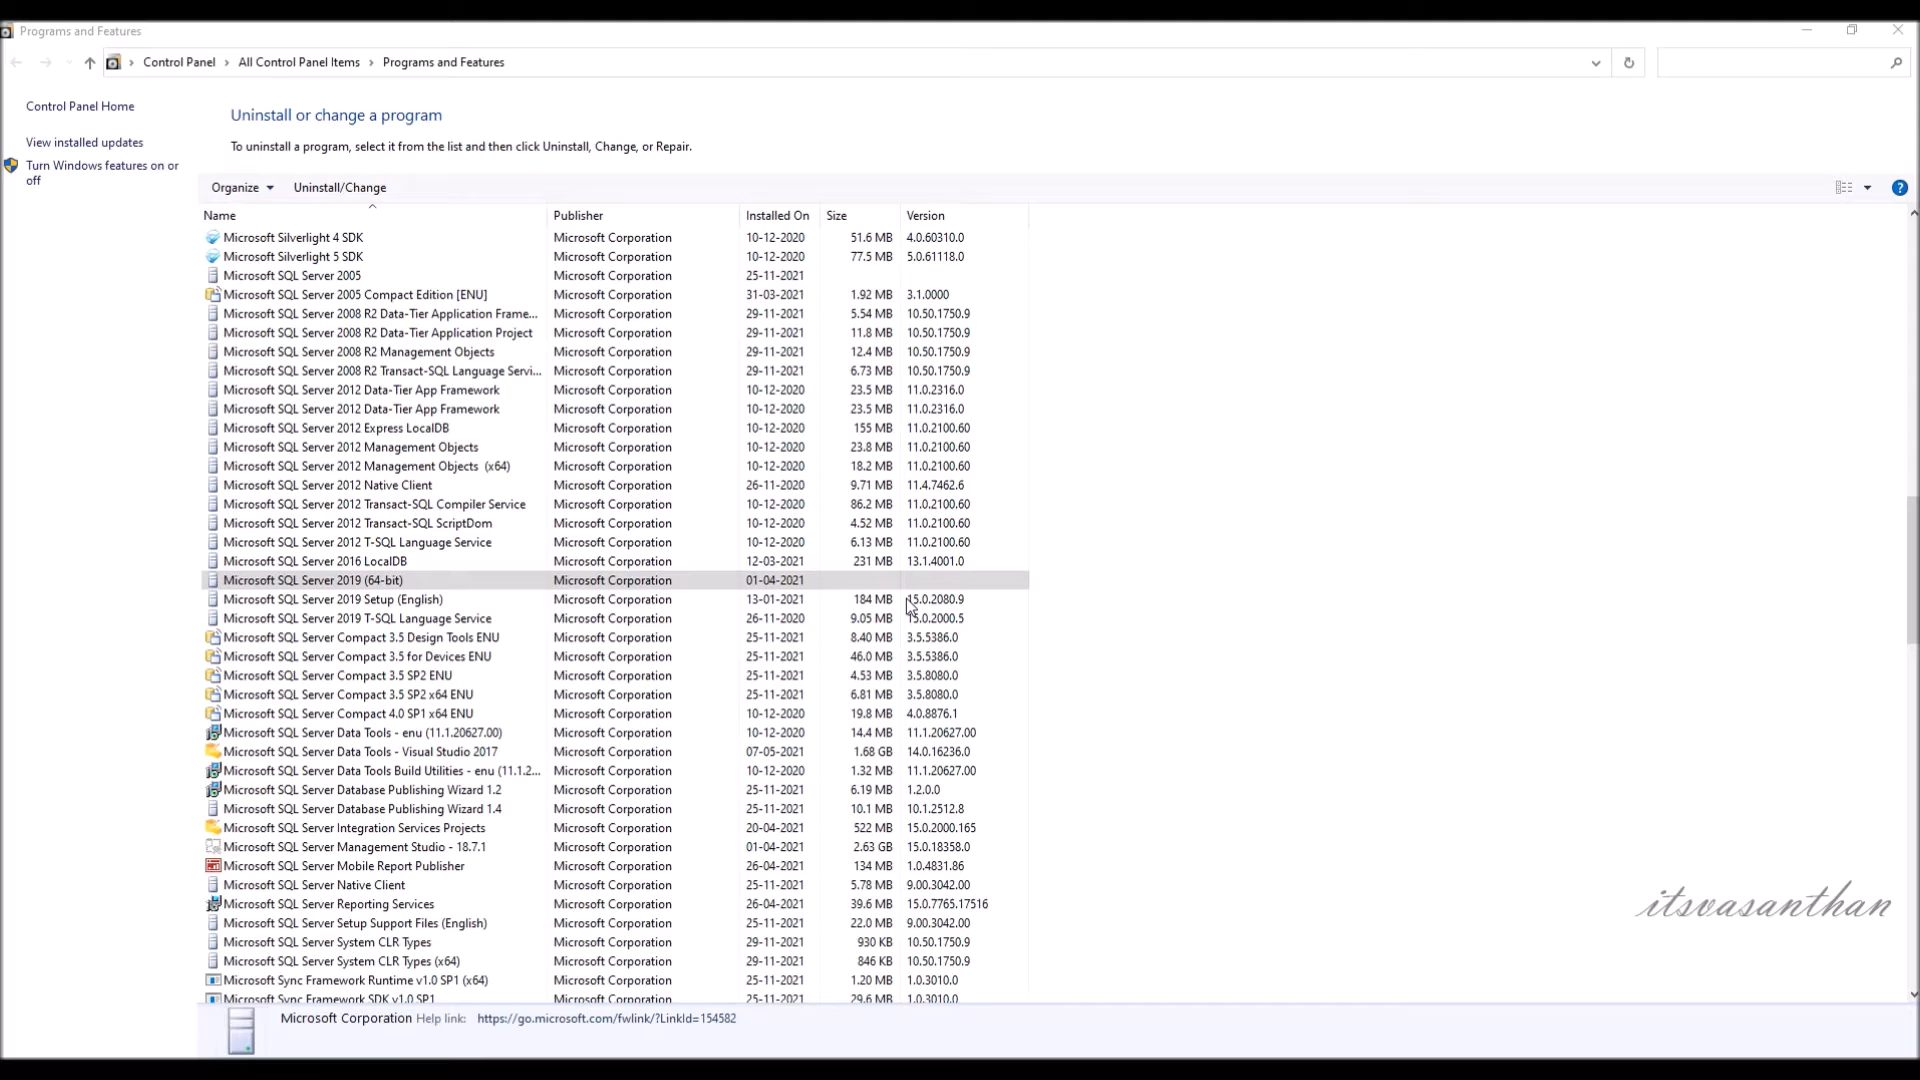 Programs and Features
Control Panel > All Control Panel Items > Programs and Features
Control Panel Home
View installed updates
Turn Windows features on or off
Uninstall or change a program
To uninstall a program, select it from the list and then click Uninstall, Change, or Repair.
Organize Uninstall/Change
Name Publisher Installed On Size Version
Microsoft Silverlight 4 SDK Microsoft Corporation 10-12-2020 51.6 MB 4.0.60310.0
Microsoft Silverlight 5 SDK Microsoft Corporation 10-12-2020 77.5 MB 5.0.61118.0
Microsoft SQL Server 2005 Microsoft Corporation 25-11-2021
Microsoft SQL Server 2005 Compact Edition [ENU] Microsoft Corporation 31-03-2021 1.92 MB 3.1.0000
Microsoft SQL Server 2008 R2 Data-Tier Application Frame... Microsoft Corporation 29-11-2021 5.54 MB 10.50.1750.9
Microsoft SQL Server 2008 R2 Data-Tier Application Project Microsoft Corporation 29-11-2021 11.8 MB 10.50.1750.9
Microsoft SQL Server 2008 R2 Management Objects Microsoft Corporation 29-11-2021 12.4 MB 10.50.1750.9
Microsoft SQL Server 2008 R2 Transact-SQL Language Servi... Microsoft Corporation 29-11-2021 6.73 MB 10.50.1750.9
Microsoft SQL Server 2012 Data-Tier App Framework Microsoft Corporation 10-12-2020 23.5 MB 11.0.2316.0
Microsoft SQL Server 2012 Data-Tier App Framework Microsoft Corporation 10-12-2020 23.5 MB 11.0.2316.0
Microsoft SQL Server 2012 Express LocalDB Microsoft Corporation 10-12-2020 155 MB 11.0.2100.60
Microsoft SQL Server 2012 Management Objects Microsoft Corporation 10-12-2020 23.8 MB 11.0.2100.60
Microsoft SQL Server 2012 Management Objects (x64) Microsoft Corporation 10-12-2020 18.2 MB 11.0.2100.60
Microsoft SQL Server 2012 Native Client Microsoft Corporation 26-11-2020 9.71 MB 11.4.7462.6
Microsoft SQL Server 2012 Transact-SQL Compiler Service Microsoft Corporation 10-12-2020 86.2 MB 11.0.2100.60
Microsoft SQL Server 2012 Transact-SQL ScriptDom Microsoft Corporation 10-12-2020 4.52 MB 11.0.2100.60
Microsoft SQL Server 2012 T-SQL Language Service Microsoft Corporation 10-12-2020 6.13 MB 11.0.2100.60
Microsoft SQL Server 2016 LocalDB Microsoft Corporation 12-03-2021 231 MB 13.1.4001.0
Microsoft SQL Server 2019 (64-bit) Microsoft Corporation 01-04-2021
Microsoft SQL Server 2019 Setup (English) Microsoft Corporation 13-01-2021 184 MB 15.0.2080.9
Microsoft SQL Server 2019 T-SQL Language Service Microsoft Corporation 26-11-2020 9.05 MB 15.0.2000.5
Microsoft SQL Server Compact 3.5 Design Tools ENU Microsoft Corporation 25-11-2021 8.40 MB 3.5.5386.0
Microsoft SQL Server Compact 3.5 for Devices ENU Microsoft Corporation 25-11-2021 46.0 MB 3.5.5386.0
Microsoft SQL Server Compact 3.5 SP2 ENU Microsoft Corporation 25-11-2021 4.53 MB 3.5.8080.0
Microsoft SQL Server Compact 3.5 SP2 x64 ENU Microsoft Corporation 25-11-2021 6.81 MB 3.5.8080.0
Microsoft SQL Server Compact 4.0 SP1 x64 ENU Microsoft Corporation 10-12-2020 19.8 MB 4.0.8876.1
Microsoft SQL Server Data Tools - enu (11.1.20627.00) Microsoft Corporation 10-12-2020 14.4 MB 11.1.20627.00
Microsoft SQL Server Data Tools - Visual Studio 2017 Microsoft Corporation 07-05-2021 1.68 GB 14.0.16236.0
Microsoft SQL Server Data Tools Build Utilities - enu (11.1.2... Microsoft Corporation 10-12-2020 1.32 MB 11.1.20627.00
Microsoft SQL Server Database Publishing Wizard 1.2 Microsoft Corporation 25-11-2021 6.19 MB 1.2.0.0
Microsoft SQL Server Database Publishing Wizard 1.4 Microsoft Corporation 25-11-2021 10.1 MB 10.1.2512.8
Microsoft SQL Server Integration Services Projects Microsoft Corporation 20-04-2021 522 MB 15.0.2000.165
Microsoft SQL Server Management Studio - 18.7.1 Microsoft Corporation 01-04-2021 2.63 GB 15.0.18358.0
Microsoft SQL Server Mobile Report Publisher Microsoft Corporation 26-04-2021 134 MB 1.0.4831.86
Microsoft SQL Server Native Client Microsoft Corporation 25-11-2021 5.78 MB 9.00.3042.00
Microsoft SQL Server Reporting Services Microsoft Corporation 26-04-2021 39.6 MB 15.0.7765.17516
Microsoft SQL Server Setup Support Files (English) Microsoft Corporation 25-11-2021 22.0 MB 9.00.3042.00
Microsoft SQL Server System CLR Types Microsoft Corporation 29-11-2021 930 KB 10.50.1750.9
Microsoft SQL Server System CLR Types (x64) Microsoft Corporation 29-11-2021 846 KB 10.50.1750.9
Microsoft Sync Framework Runtime v1.0 SP1 (x64) Microsoft Corporation 25-11-2021 1.20 MB 1.0.3010.0
Microsoft Sync Framework SDK v1.0 SP1 Microsoft Corporation 25-11-2021 29.6 MB 1.0.3010.0
Microsoft Corporation Help link: https://go.microsoft.com/fwlink/?LinkId=154582
itsvasanthan